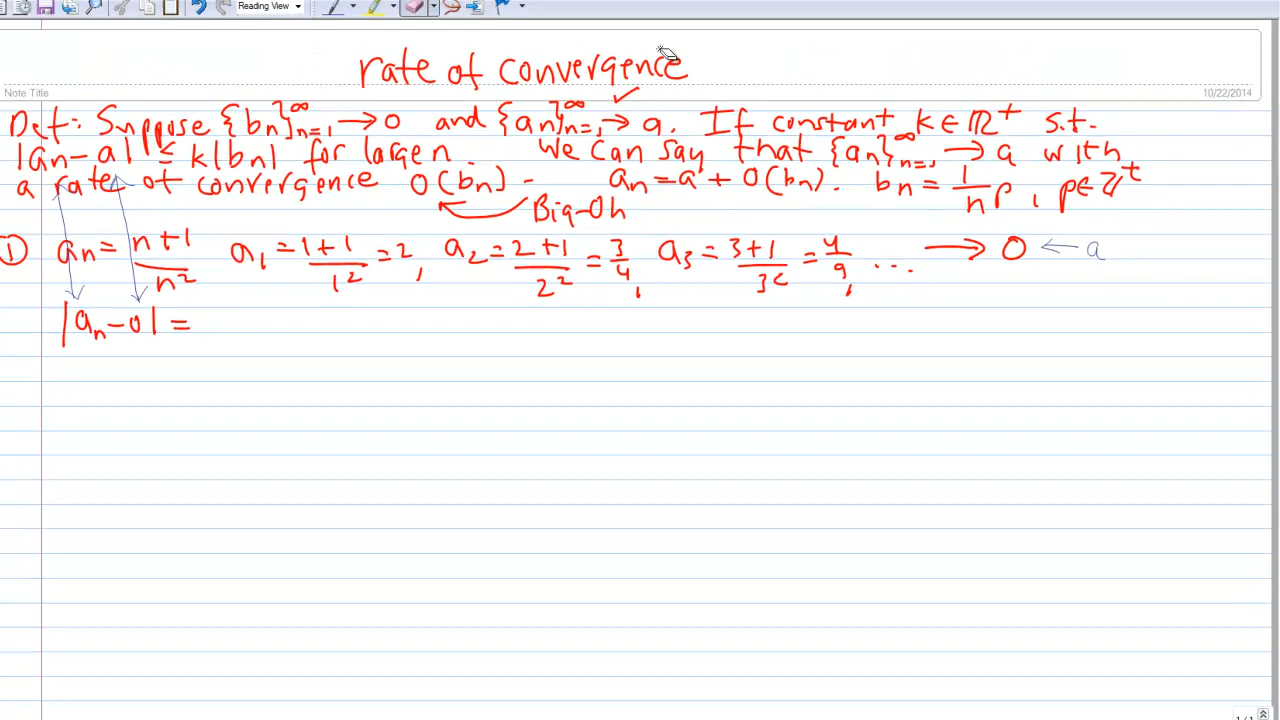 Reading View
rate of convergence
Note Title
10/22/2014
Def: Suppose {bn}∞n=1 → 0 and {an}∞n=1 → a. If constant k ∈ ℝ⁺ s.t.
|an - a| ≤ k|bn| for large n. We can say that {an}∞n=1 → a with
a rate of convergence O(bn) - an = a + O(bn). bn = 1/n^p, p ∈ ℤ⁺
Big-Oh
① an = n+1/n² a₁ = 1+1/1² = 2, a₂ = 2+1/2² = 3/4, a₃ = 3+1/3² = 4/9, ... → 0 ← a
|an - 0| =
1/1